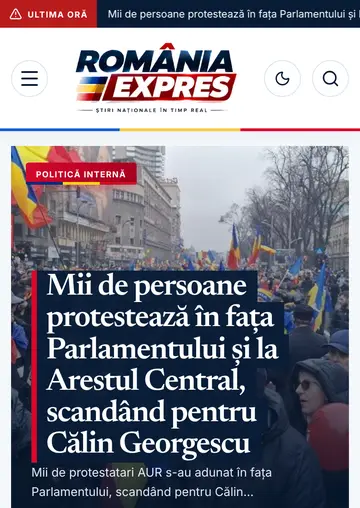 ULTIMA ORĂ
Mii de persoane protestează în fața Parlamentului și
ROMÂNIA
EXPRES
ȘTIRI NAȚIONALE ÎN TIMP REAL
POLITICĂ INTERNĂ
Mii de persoane
protestează în fața
Parlamentului și la
Arestul Central,
scandând pentru
Călin Georgescu
Mii de protestatari AUR s-au adunat în fața
Parlamentului, scandând pentru Călin...